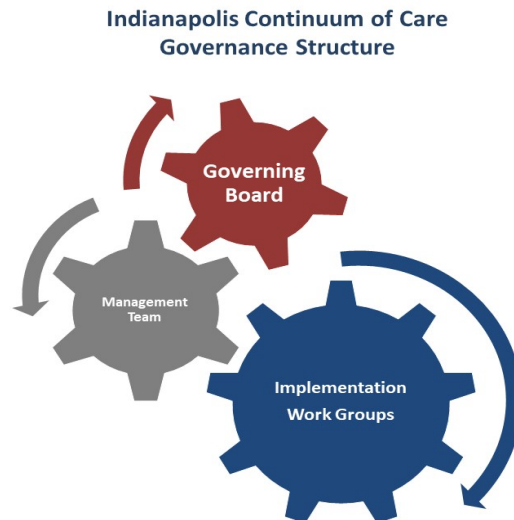 Indianapolis Continuum of Care
Governance Structure
Governing
Board
Management
Team
Implementation
Work Groups